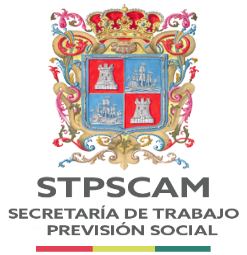 STPSCAM
SECRETARÍA DE TRABAJO
PREVISIÓN SOCIAL